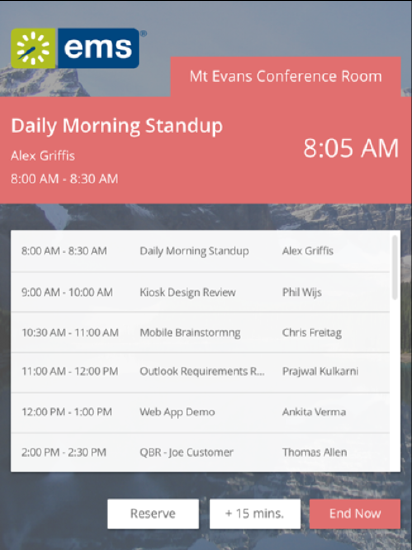 ems
Mt Evans Conference Room
Daily Morning Standup
Alex Griffis
8:00 AM - 8:30 AM
8:05 AM
8:00 AM - 8:30 AM Daily Morning Standup Alex Griffis
9:00 AM - 10:00 AM Kiosk Design Review Phil Wijs
10:30 AM - 11:00 AM Mobile Brainstormng Chris Freitag
11:00 AM - 12:00 PM Outlook Requirements R... Prajwal Kulkarni
12:00 PM - 1:00 PM Web App Demo Ankita Verma
2:00 PM - 2:30 PM QBR - Joe Customer Thomas Allen
Reserve + 15 mins. End Now